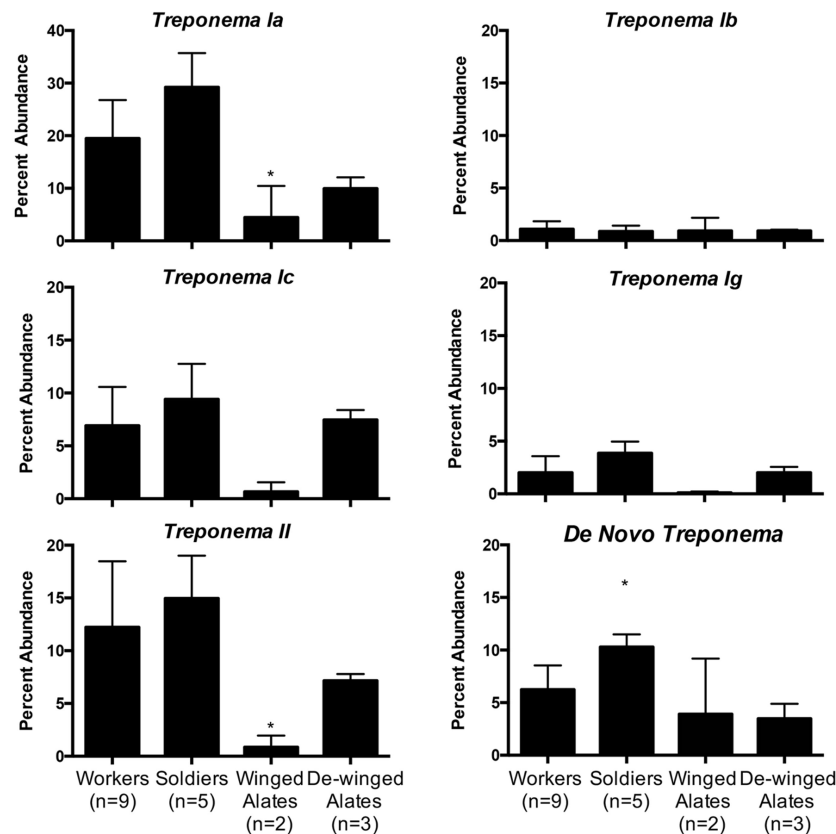 Treponema Ia
Percent Abundance
40
30
20
10
0
*
Treponema Ib
Percent Abundance
20
15
10
5
0
Treponema Ic
Percent Abundance
20
15
10
5
0
Treponema Ig
Percent Abundance
20
15
10
5
0
Treponema II
Percent Abundance
20
15
10
5
0
*
Workers
(n=9)
Soldiers
(n=5)
Winged
Alates
(n=2)
De-winged
Alates
(n=3)
De Novo Treponema
Percent Abundance
20
15
10
5
0
*
Workers
(n=9)
Soldiers
(n=5)
Winged
Alates
(n=2)
De-winged
Alates
(n=3)